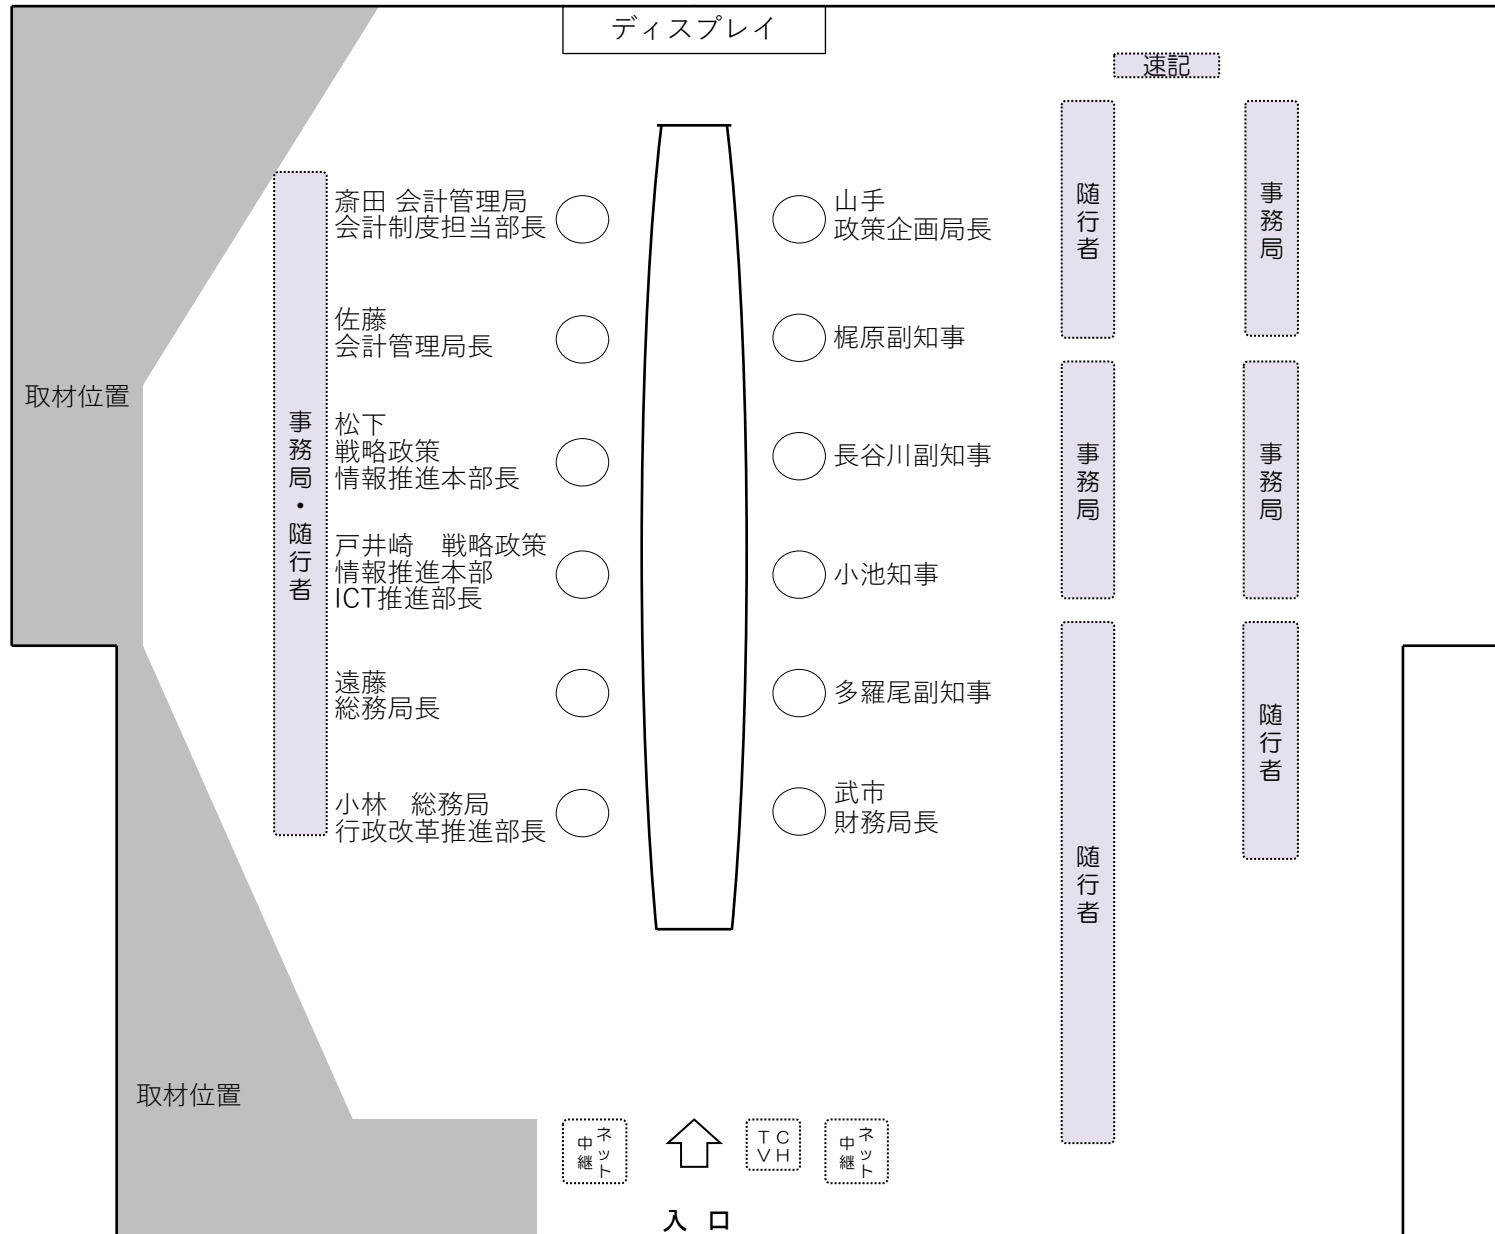 ディスプレイ
速記
斎田 会計管理局
会計制度担当部長
山手
政策企画局長
随行者
事務局
佐藤
会計管理局長
梶原副知事
取材位置
事務局・随行者
松下
戦略政策
情報推進本部長
長谷川副知事
事務局
事務局
戸井崎　戦略政策
情報推進本部
ICT推進部長
小池知事
遠藤
総務局長
多羅尾副知事
随行者
随行者
小林　総務局
行政改革推進部長
武市
財務局長
取材位置
ネット
中継
TC
VH
ネット
中継
入 口